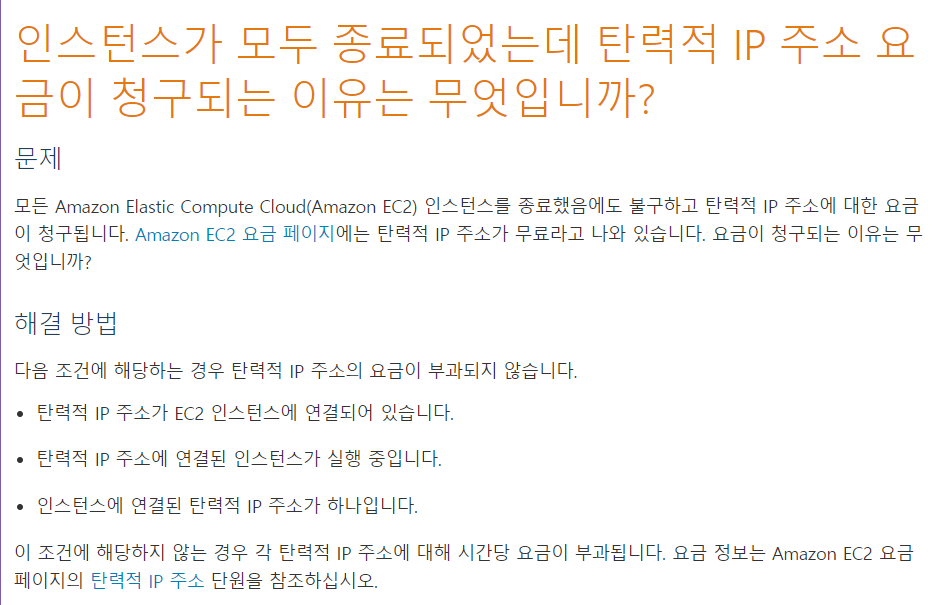 인스턴스가 모두 종료되었는데 탄력적 IP 주소 요
금이 청구되는 이유는 무엇입니까?
문제
모든 Amazon Elastic Compute Cloud(Amazon EC2) 인스턴스를 종료했음에도 불구하고 탄력적 IP 주소에 대한 요금
이 청구됩니다. Amazon EC2 요금 페이지에는 탄력적 IP 주소가 무료라고 나와 있습니다. 요금이 청구되는 이유는 무
엇입니까?
해결 방법
다음 조건에 해당하는 경우 탄력적 IP 주소의 요금이 부과되지 않습니다.
• 탄력적 IP 주소가 EC2 인스턴스에 연결되어 있습니다.
• 탄력적 IP 주소에 연결된 인스턴스가 실행 중입니다.
• 인스턴스에 연결된 탄력적 IP 주소가 하나입니다.
이 조건에 해당하지 않는 경우 각 탄력적 IP 주소에 대해 시간당 요금이 부과됩니다. 요금 정보는 Amazon EC2 요금
페이지의 탄력적 IP 주소 단원을 참조하십시오.